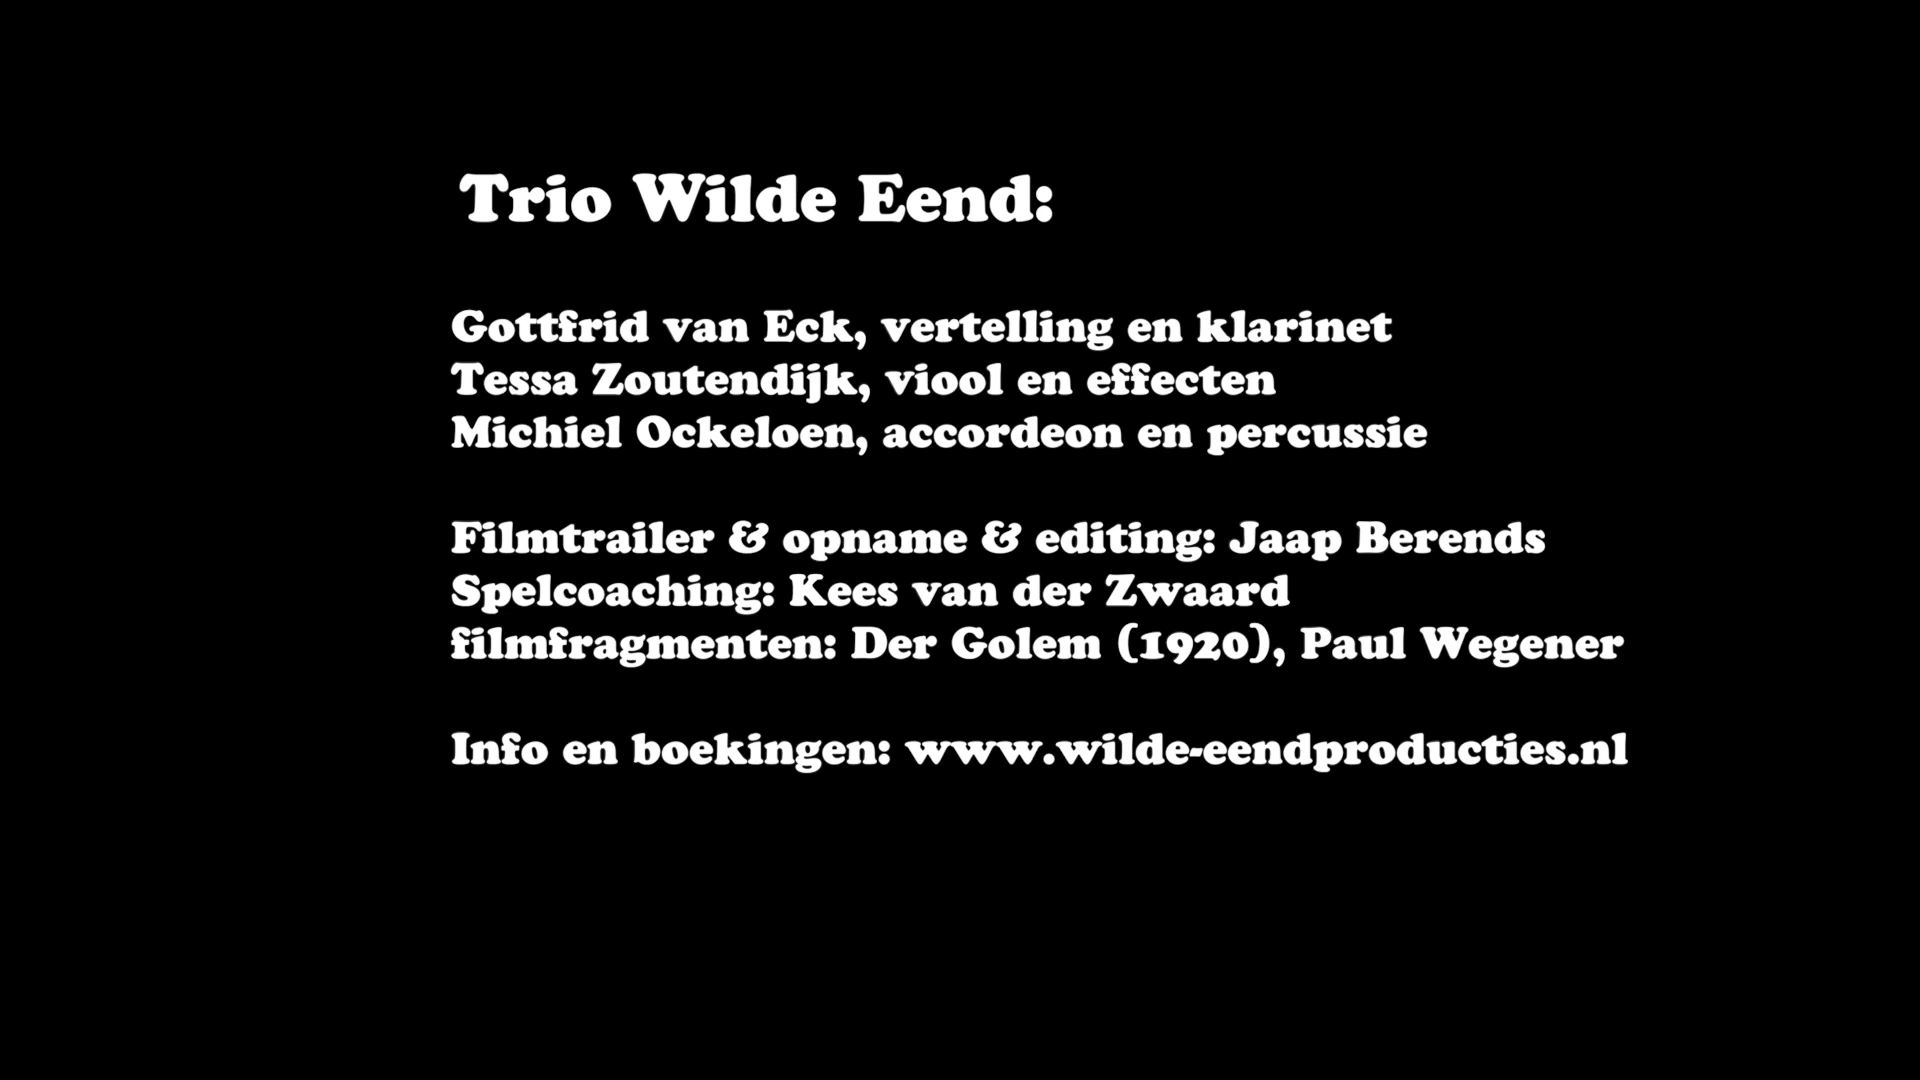 Trio Wilde Eend:
Gottfrid van Eck, vertelling en klarinet
Tessa Zoutendijk, viool en effecten
Michiel Ockeloen, accordeon en percussie
Filmtrailer & opname & editing: Jaap Berends
Spelcoaching: Kees van der Zwaard
filmfragmenten: Der Golem (1920), Paul Wegener
Info en boekingen: www.wilde-eendproducties.nl